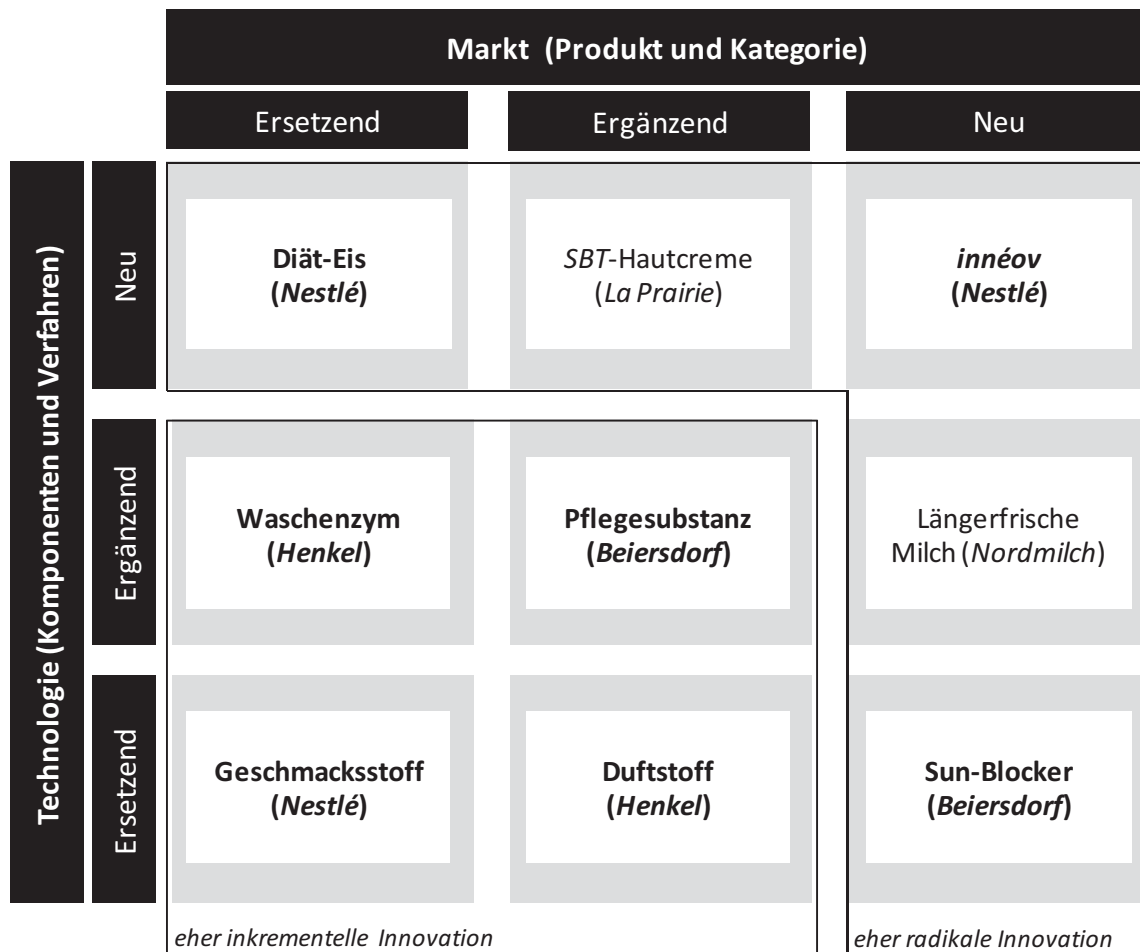 Markt (Produkt und Kategorie)
Ersetzend
Ergänzend
Neu
Technologie (Komponenten und Verfahren)
Neu
Diät-Eis
(Nestlé)
SBT-Hautcreme
(La Prairie)
innéov
(Nestlé)
Ergänzend
Waschenzym
(Henkel)
Pflegesubstanz
(Beiersdorf)
Längerfrische
Milch (Nordmilch)
Ersetzend
Geschmacksstoff
(Nestlé)
Duftstoff
(Henkel)
Sun-Blocker
(Beiersdorf)
eher inkrementelle Innovation
eher radikale Innovation